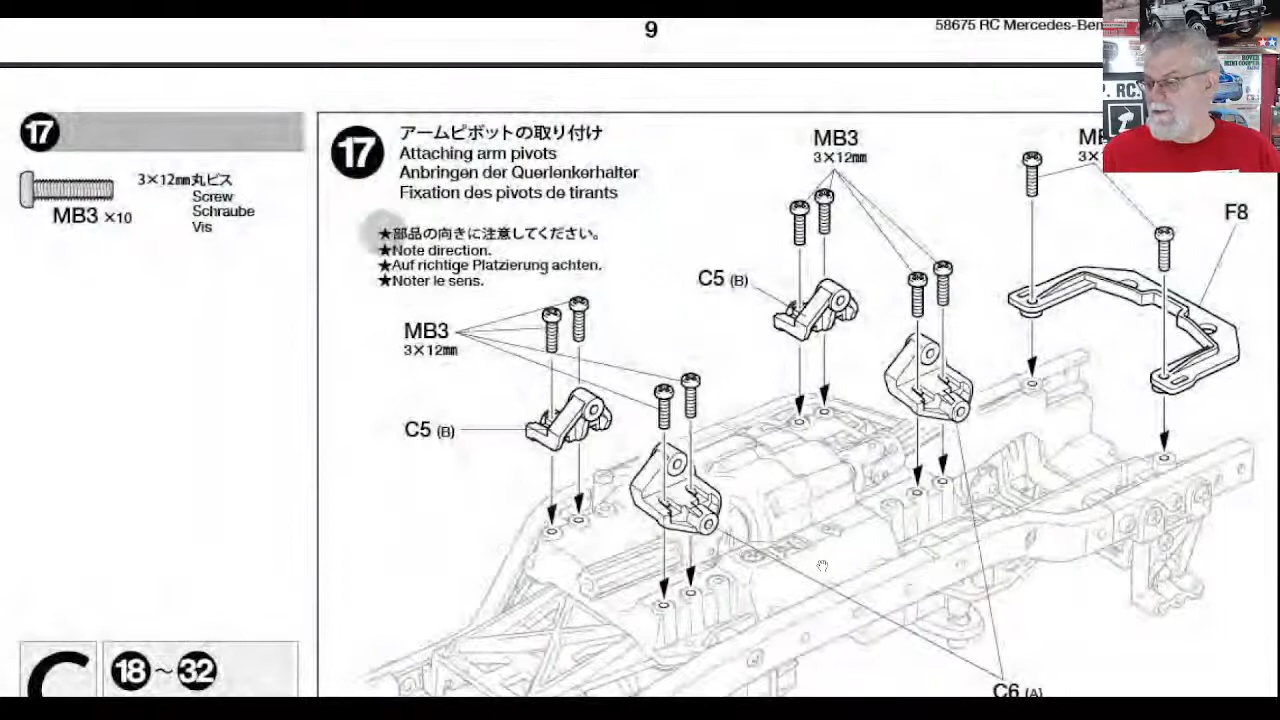 9
58675 RC Mercedes-Ben
17
3×12mm丸ビス
Screw
MB3 ×10
Schraube
Vis
17
アームピボットの取り付け
Attaching arm pivots
Anbringen der Querlenkerhalter
Fixation des pivots de tirants
★部品の向きに注意してください。
★Note direction.
★Auf richtige Platzierung achten.
★Noter le sens.
MB3
3×12mm
F8
C5 (B)
MB3
3×12mm
C5 (B)
C6 (A)
C
18～32
P. RC.